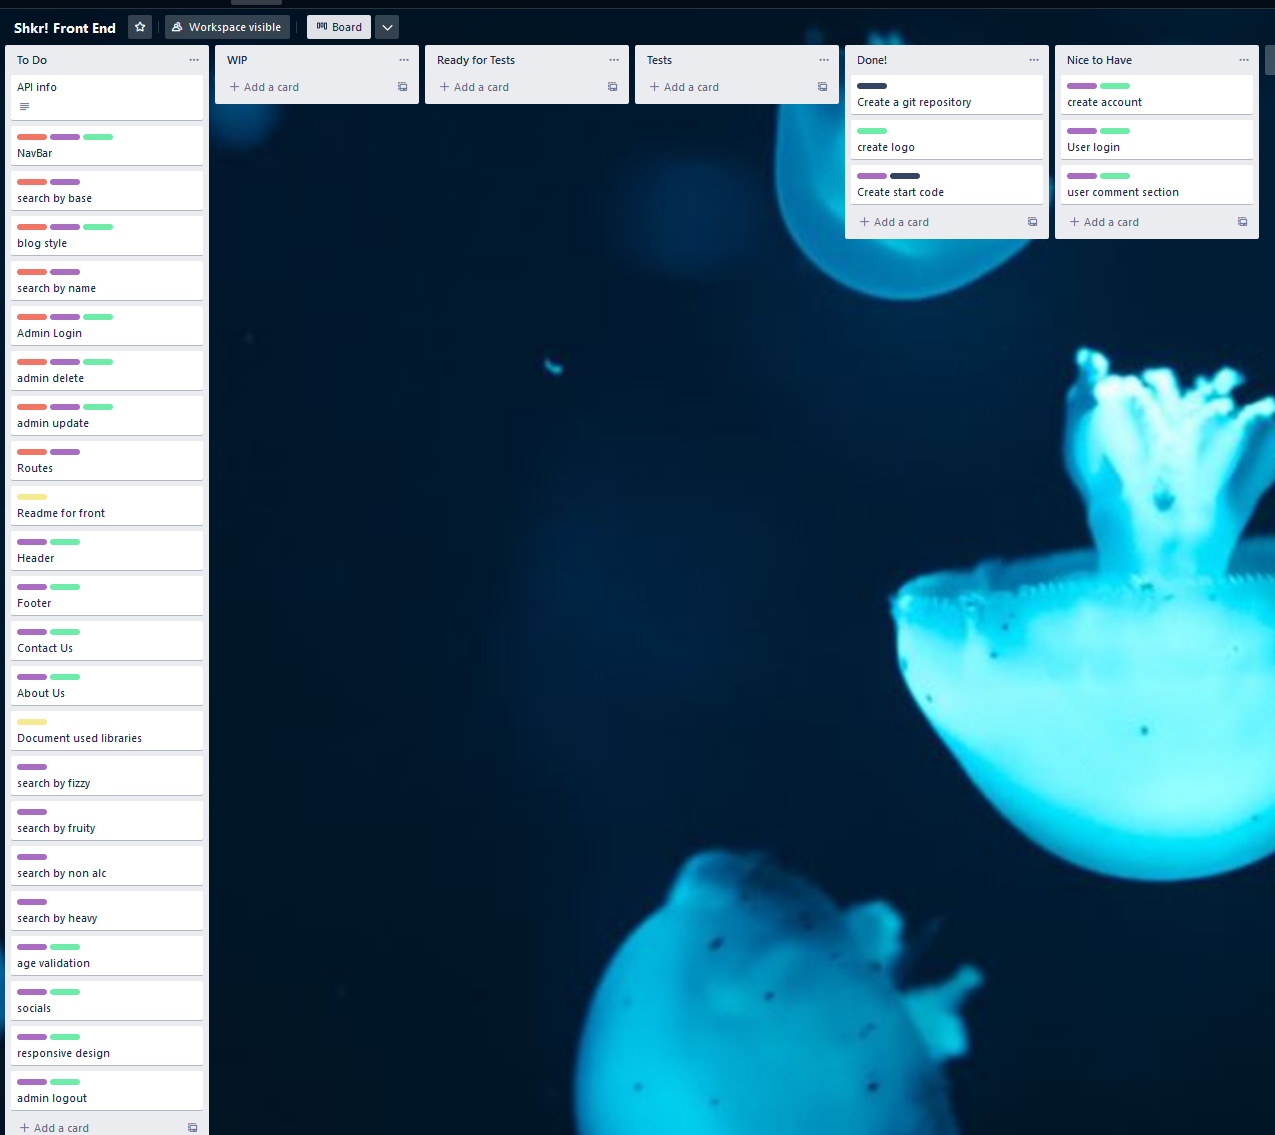 Shkr! Front End
Workspace visible
Board
To Do
API info
NavBar
search by base
blog style
search by name
Admin Login
admin delete
admin update
Routes
Readme for front
Header
Footer
Contact Us
About Us
Document used libraries
search by fizzy
search by fruity
search by non alc
search by heavy
age validation
socials
responsive design
admin logout
+ Add a card
WIP
+ Add a card
Ready for Tests
+ Add a card
Tests
+ Add a card
Done!
Create a git repository
create logo
Create start code
+ Add a card
Nice to Have
create account
User login
user comment section
+ Add a card